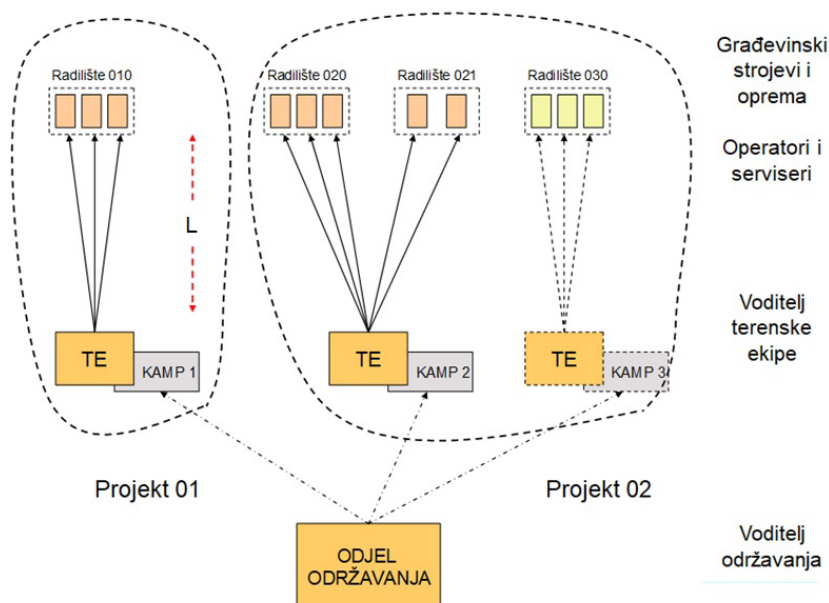 Radilište 010
Radilište 020
Radilište 021
Radilište 030
Građevinski
strojevi i
oprema
Operatori i
serviseri
L
Voditelj
terenske
ekipe
TE
KAMP 1
TE
KAMP 2
TE
KAMP 3
Projekt 01
Projekt 02
ODJEL
ODRŽAVANJA
Voditelj
održavanja